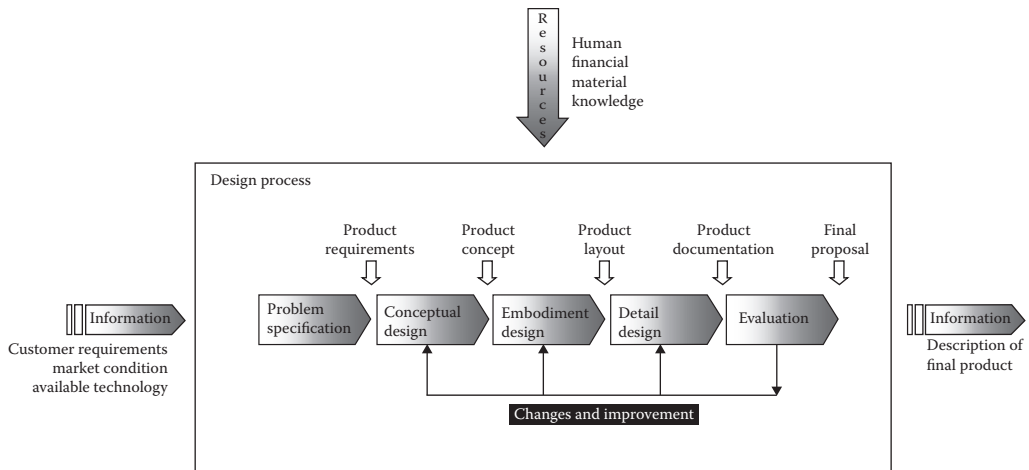 Resources
Human
financial
material
knowledge
Design process
Product
requirements
Product
concept
Product
layout
Product
documentation
Final
proposal
Information
Customer requirements
market condition
available technology
Problem
specification
Conceptual
design
Embodiment
design
Detail
design
Evaluation
Changes and improvement
Information
Description of
final product